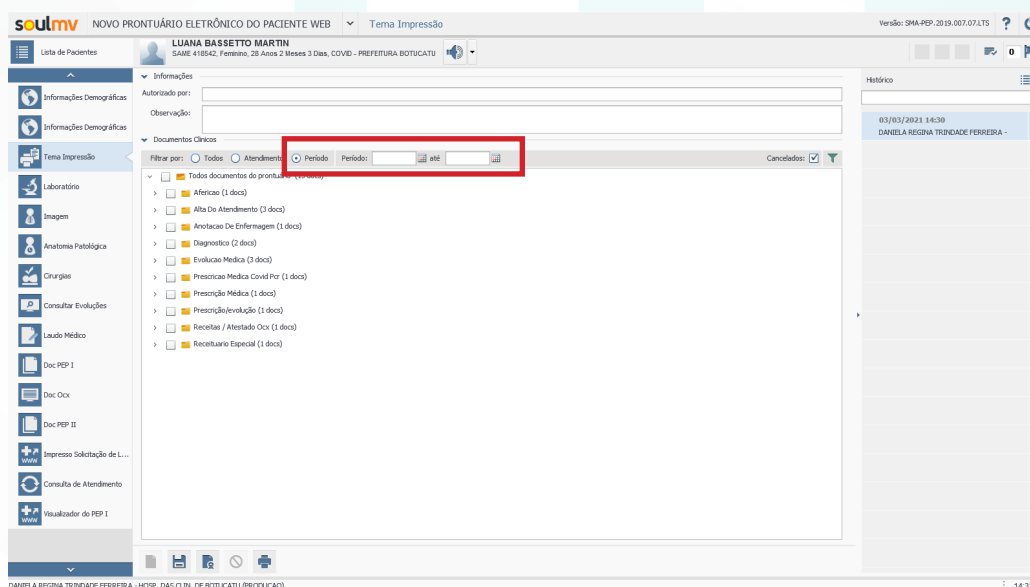 soulmv NOVO PRONTUÁRIO ELETRÔNICO DO PACIENTE WEB Tema Impressão Versão: SMA-PEP.2019.007.07.LTS ?
Lista de Pacientes
LUANA BASSETTO MARTIN
SAME 418542, Feminino, 28 Anos 2 Meses 3 Dias, COVID - PREFEITURA BOTUCATU
0
Informações Demográficas
Informações Demográficas
Tema Impressão
Laboratório
Imagem
Anatomia Patológica
Cirurgias
Consultar Evoluções
Laudo Médico
Doc PEP I
Doc Ocx
Doc PEP II
Impresso Solicitação de L...
Consulta de Atendimento
Visualizador do PEP I
Informações
Autorizado por:
Observação:
Documentos Clínicos
Filtrar por: Todos Atendimento Período Período: até Cancelados:
Todos documentos do prontuário
Afericao (1 docs)
Alta Do Atendimento (3 docs)
Anotacao De Enfermagem (1 docs)
Diagnostico (2 docs)
Evolucao Medica (3 docs)
Prescricao Medica Covid Pcr (1 docs)
Prescrição Médica (1 docs)
Prescrição/evolução (1 docs)
Receitas / Atestado Ocx (1 docs)
Receituario Especial (1 docs)
Histórico
03/03/2021 14:30
DANIELA REGINA TRINDADE FERREIRA -
DANIELA REGINA TRINDADE FERREIRA - HOSP. DAS CLIN. DE BOTUCATU (PRODUCAO)